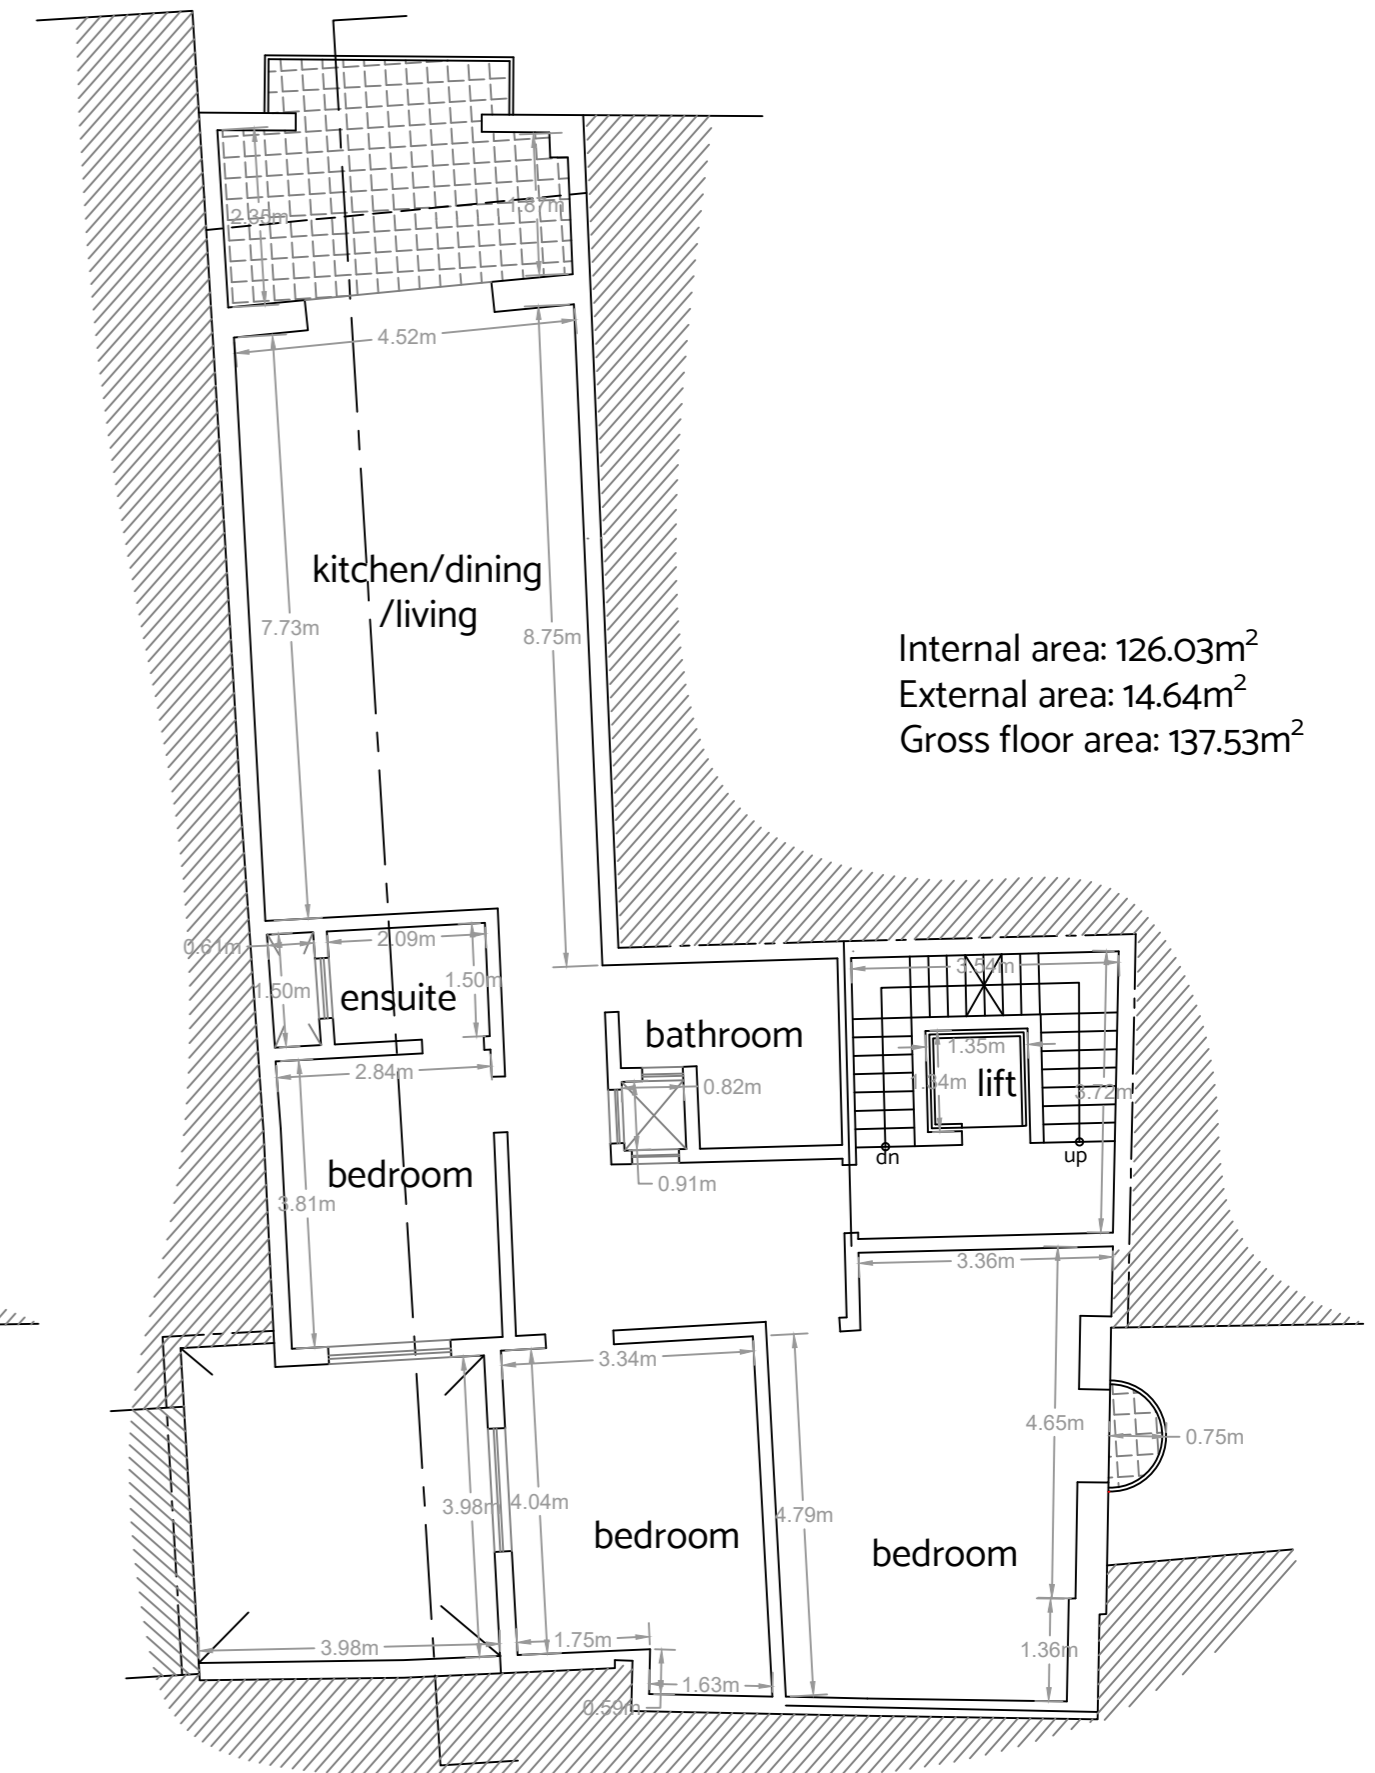 2.35m
1.87m
4.52m
kitchen/dining
/living
7.73m
8.75m
Internal area: 126.03m²
External area: 14.64m²
Gross floor area: 137.53m²
0.61m
2.09m
1.50m
1.50m
ensuite
2.84m
bathroom
0.82m
0.91m
3.54m
1.35m
lift
3.72m
dn
up
bedroom
3.81m
3.36m
3.34m
4.65m
0.75m
3.98m
4.04m
4.79m
bedroom
bedroom
3.98m
1.75m
1.63m
0.59m
1.36m